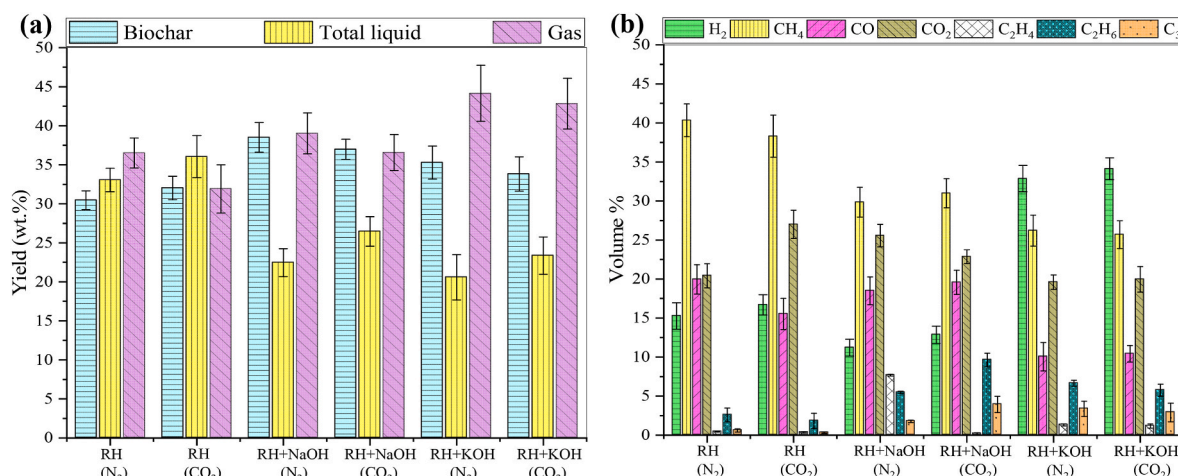 (a)
Biochar Total liquid Gas
Yield (wt.%)
50
45
40
35
30
25
20
15
10
5
0
RH RH RH+NaOH RH+NaOH RH+KOH RH+KOH
(N₂) (CO₂) (N₂) (CO₂) (N₂) (CO₂)
(b)
H₂ CH₄ CO CO₂ C₂H₄ C₂H₆
Volume %
50
45
40
35
30
25
20
15
10
5
0
RH RH RH+NaOH RH+NaOH RH+KOH RH+KOH
(N₂) (CO₂) (N₂) (CO₂) (N₂) (CO₂)